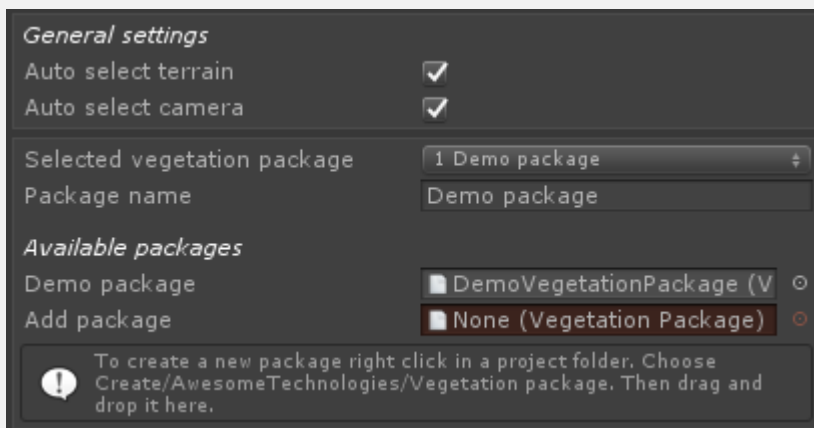 General settings
Auto select terrain
Auto select camera
Selected vegetation package 1 Demo package
Package name Demo package
Available packages
Demo package DemoVegetationPackage (V
Add package None (Vegetation Package)
To create a new package right click in a project folder. Choose
Create/AwesomeTechnologies/Vegetation package. Then drag and
drop it here.